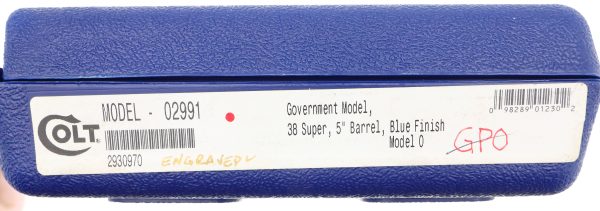 COLT
MODEL - 02991
2930970
ENGRAVED
Government Model,
38 Super, 5" Barrel, Blue Finish
Model O
0 98289 01230 2
GPO